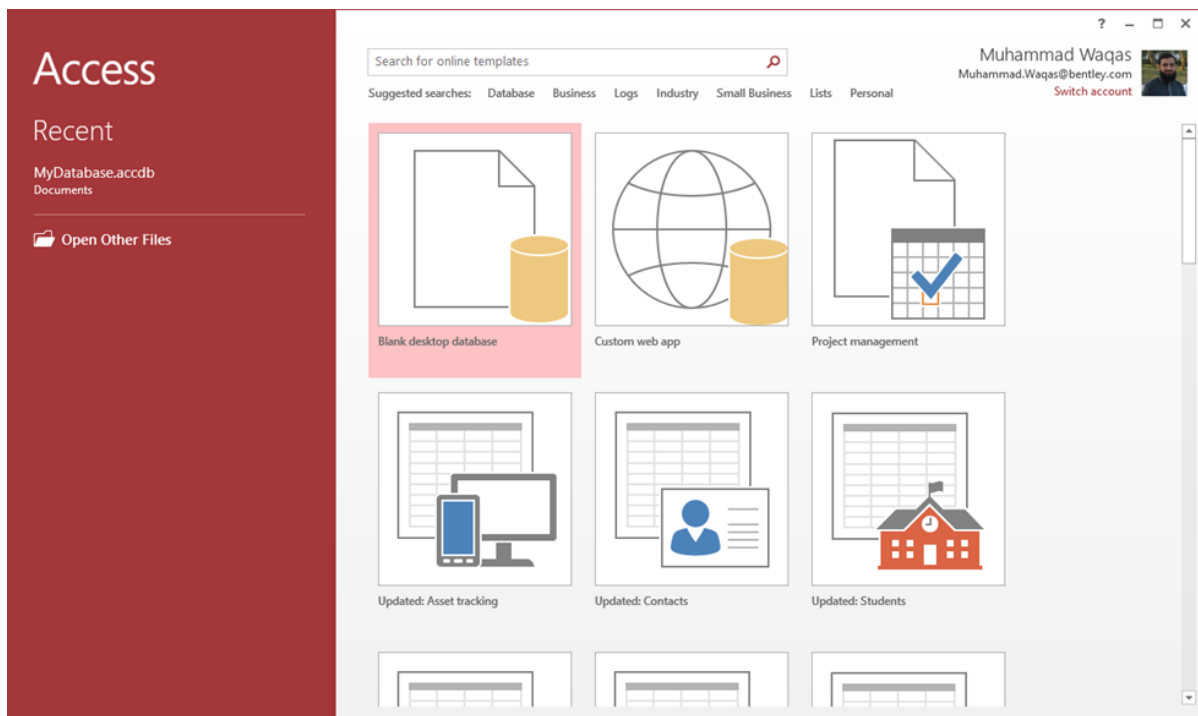 Access
Recent
MyDatabase.accdb
Documents
Open Other Files
? – □ ✕
Search for online templates
Muhammad Waqas
Muhammad.Waqas@bentley.com
Switch account
Suggested searches: Database Business Logs Industry Small Business Lists Personal
Blank desktop database
Custom web app
Project management
Updated: Asset tracking
Updated: Contacts
Updated: Students